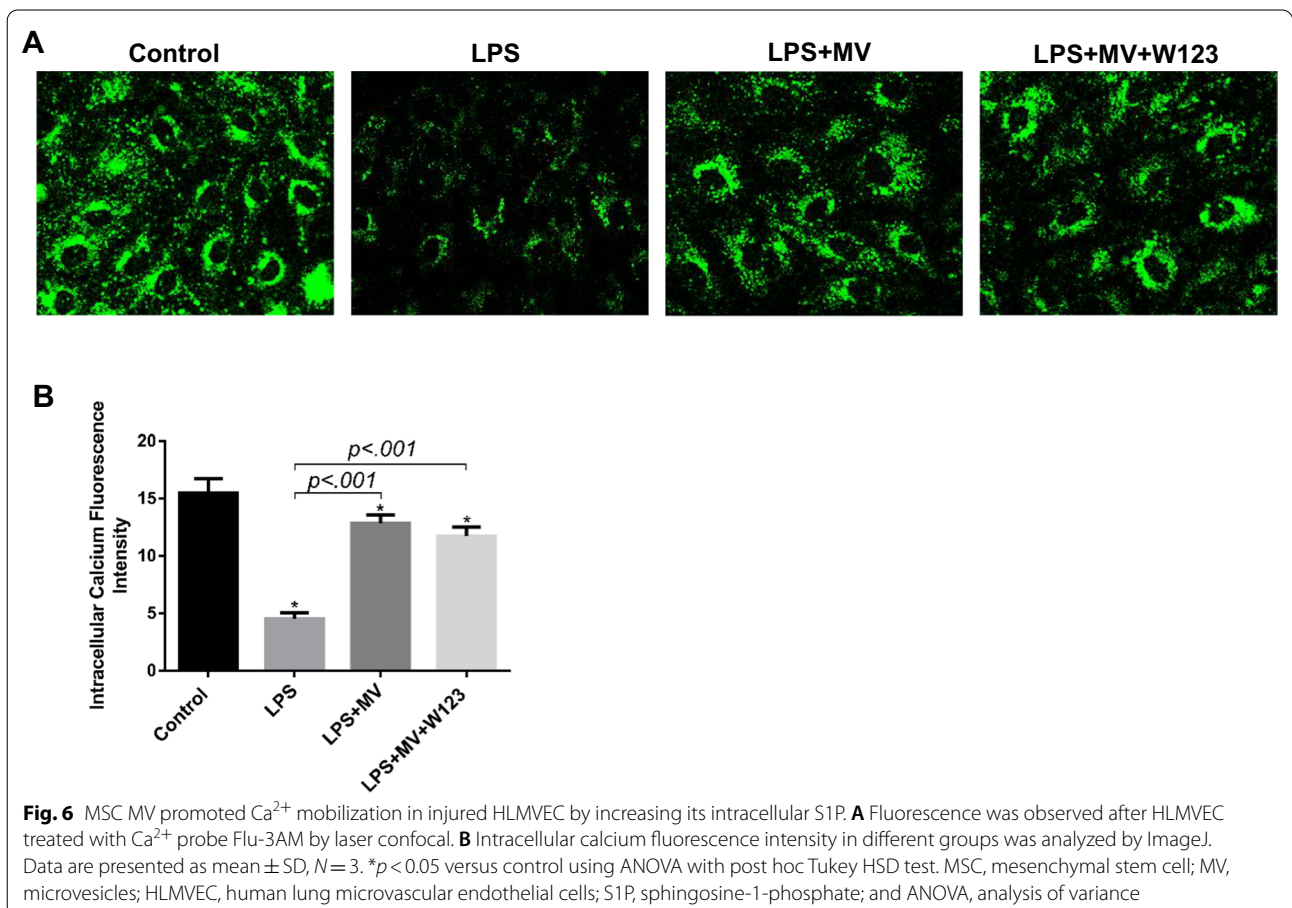 A
Control
LPS
LPS+MV
LPS+MV+W123
B
Intracellular Calcium Fluorescence
Intensity
20
15
10
5
0
p<.001
p<.001
*
*
*
Control
LPS
LPS+MV
LPS+MV+W123
Fig. 6 MSC MV promoted Ca²⁺ mobilization in injured HLMVEC by increasing its intracellular S1P. A Fluorescence was observed after HLMVEC
treated with Ca²⁺ probe Flu-3AM by laser confocal. B Intracellular calcium fluorescence intensity in different groups was analyzed by ImageJ.
Data are presented as mean ± SD, N = 3. *p < 0.05 versus control using ANOVA with post hoc Tukey HSD test. MSC, mesenchymal stem cell; MV,
microvesicles; HLMVEC, human lung microvascular endothelial cells; S1P, sphingosine-1-phosphate; and ANOVA, analysis of variance